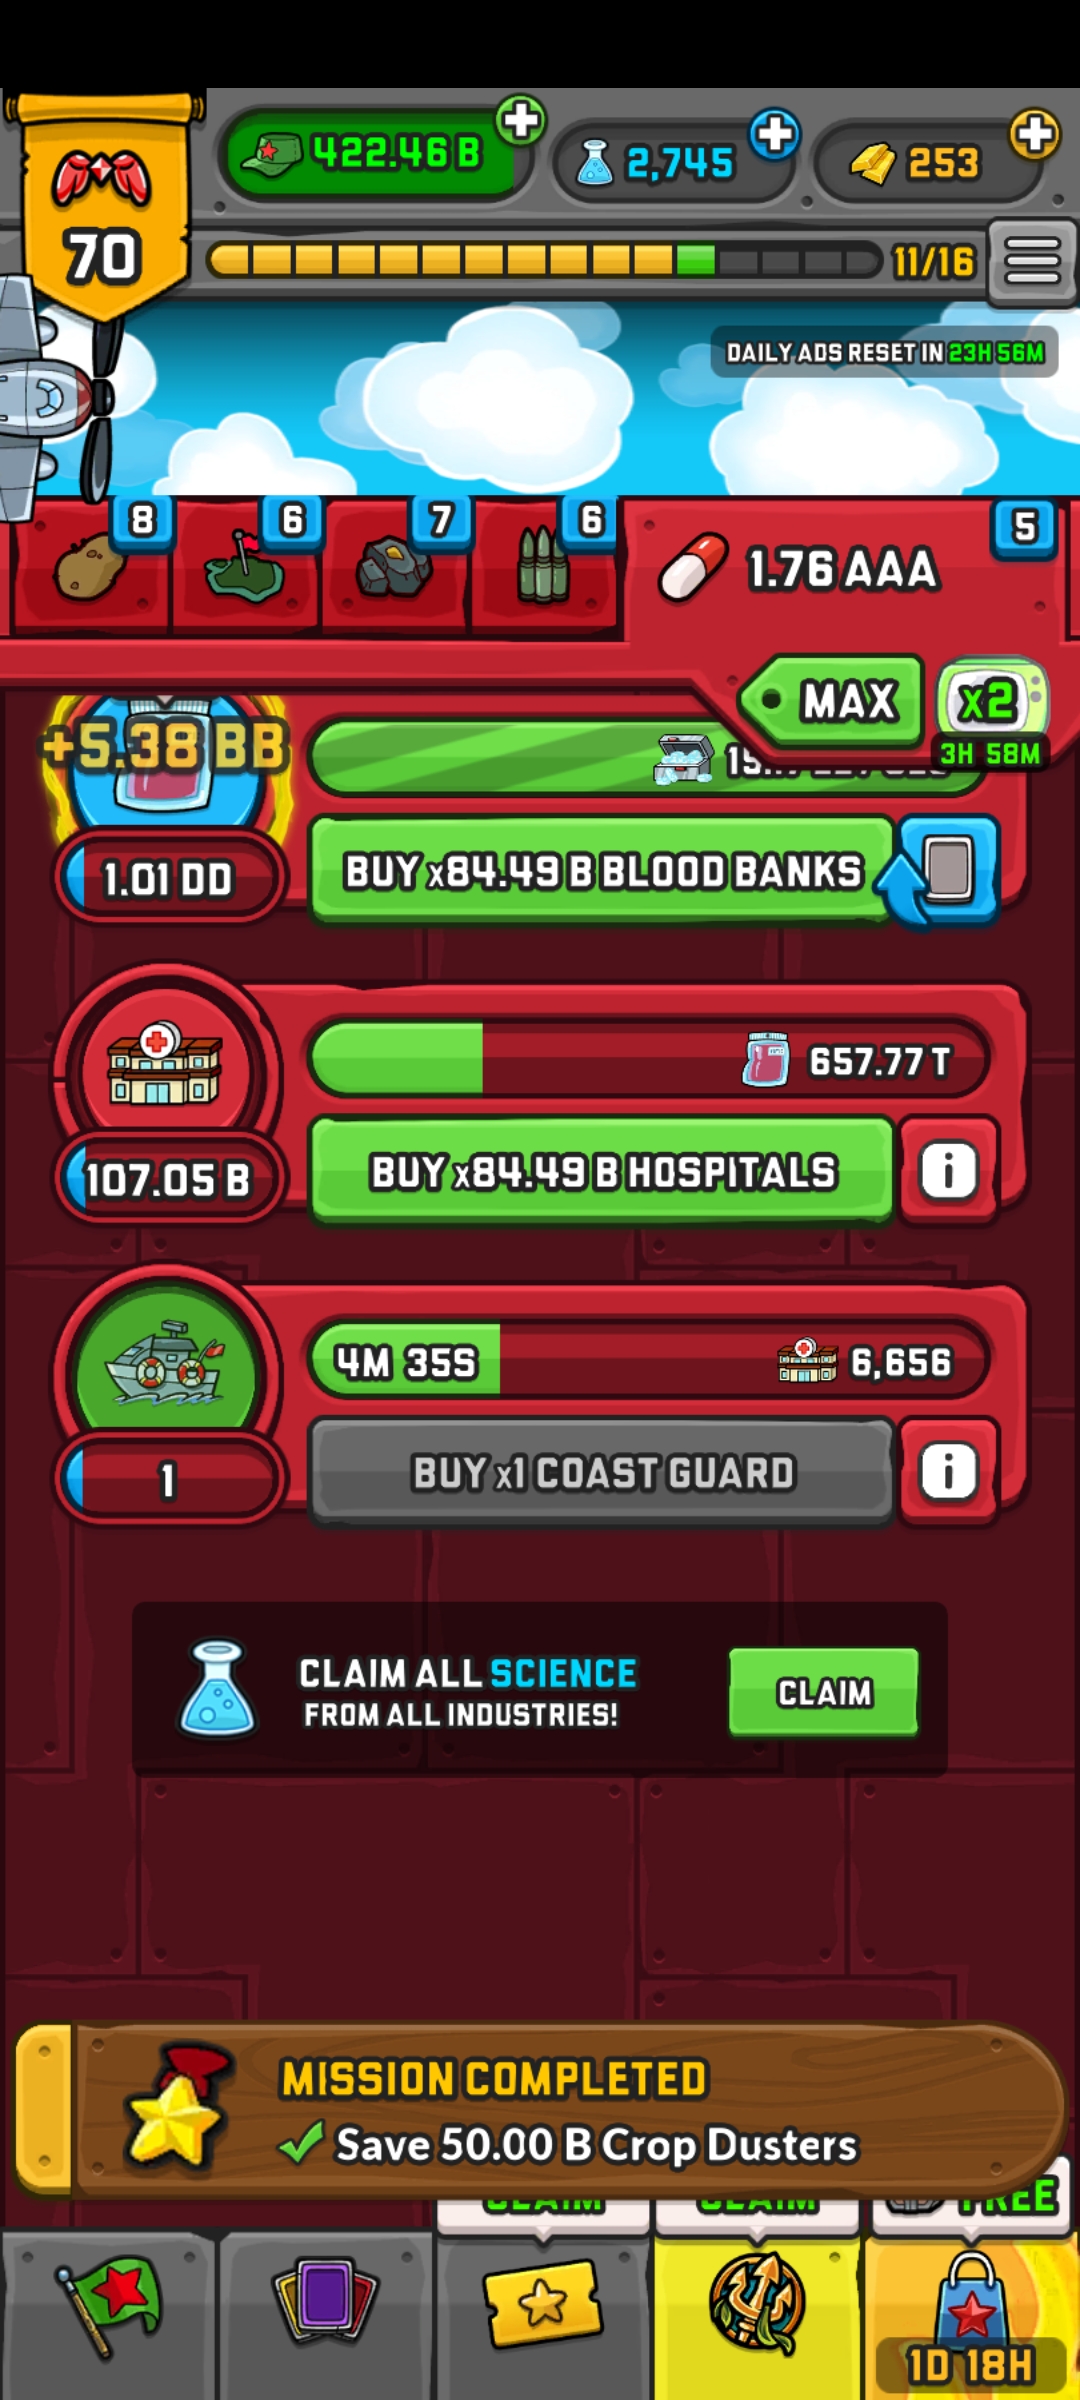 422.46 B
2,745
253
70
11/16
DAILY ADS RESET IN 23H 56M
8
6
7
6
5
1.76 AAA
MAX
x2
3H 58M
+5.38 BB
1.01 DD
BUY x84.49 B BLOOD BANKS
657.77 T
107.05 B
BUY x84.49 B HOSPITALS
i
4M 35S
6,656
1
BUY x1 COAST GUARD
i
CLAIM ALL SCIENCE
FROM ALL INDUSTRIES!
CLAIM
MISSION COMPLETED
Save 50.00 B Crop Dusters
CLAIM
CLAIM
FREE
1D 18H